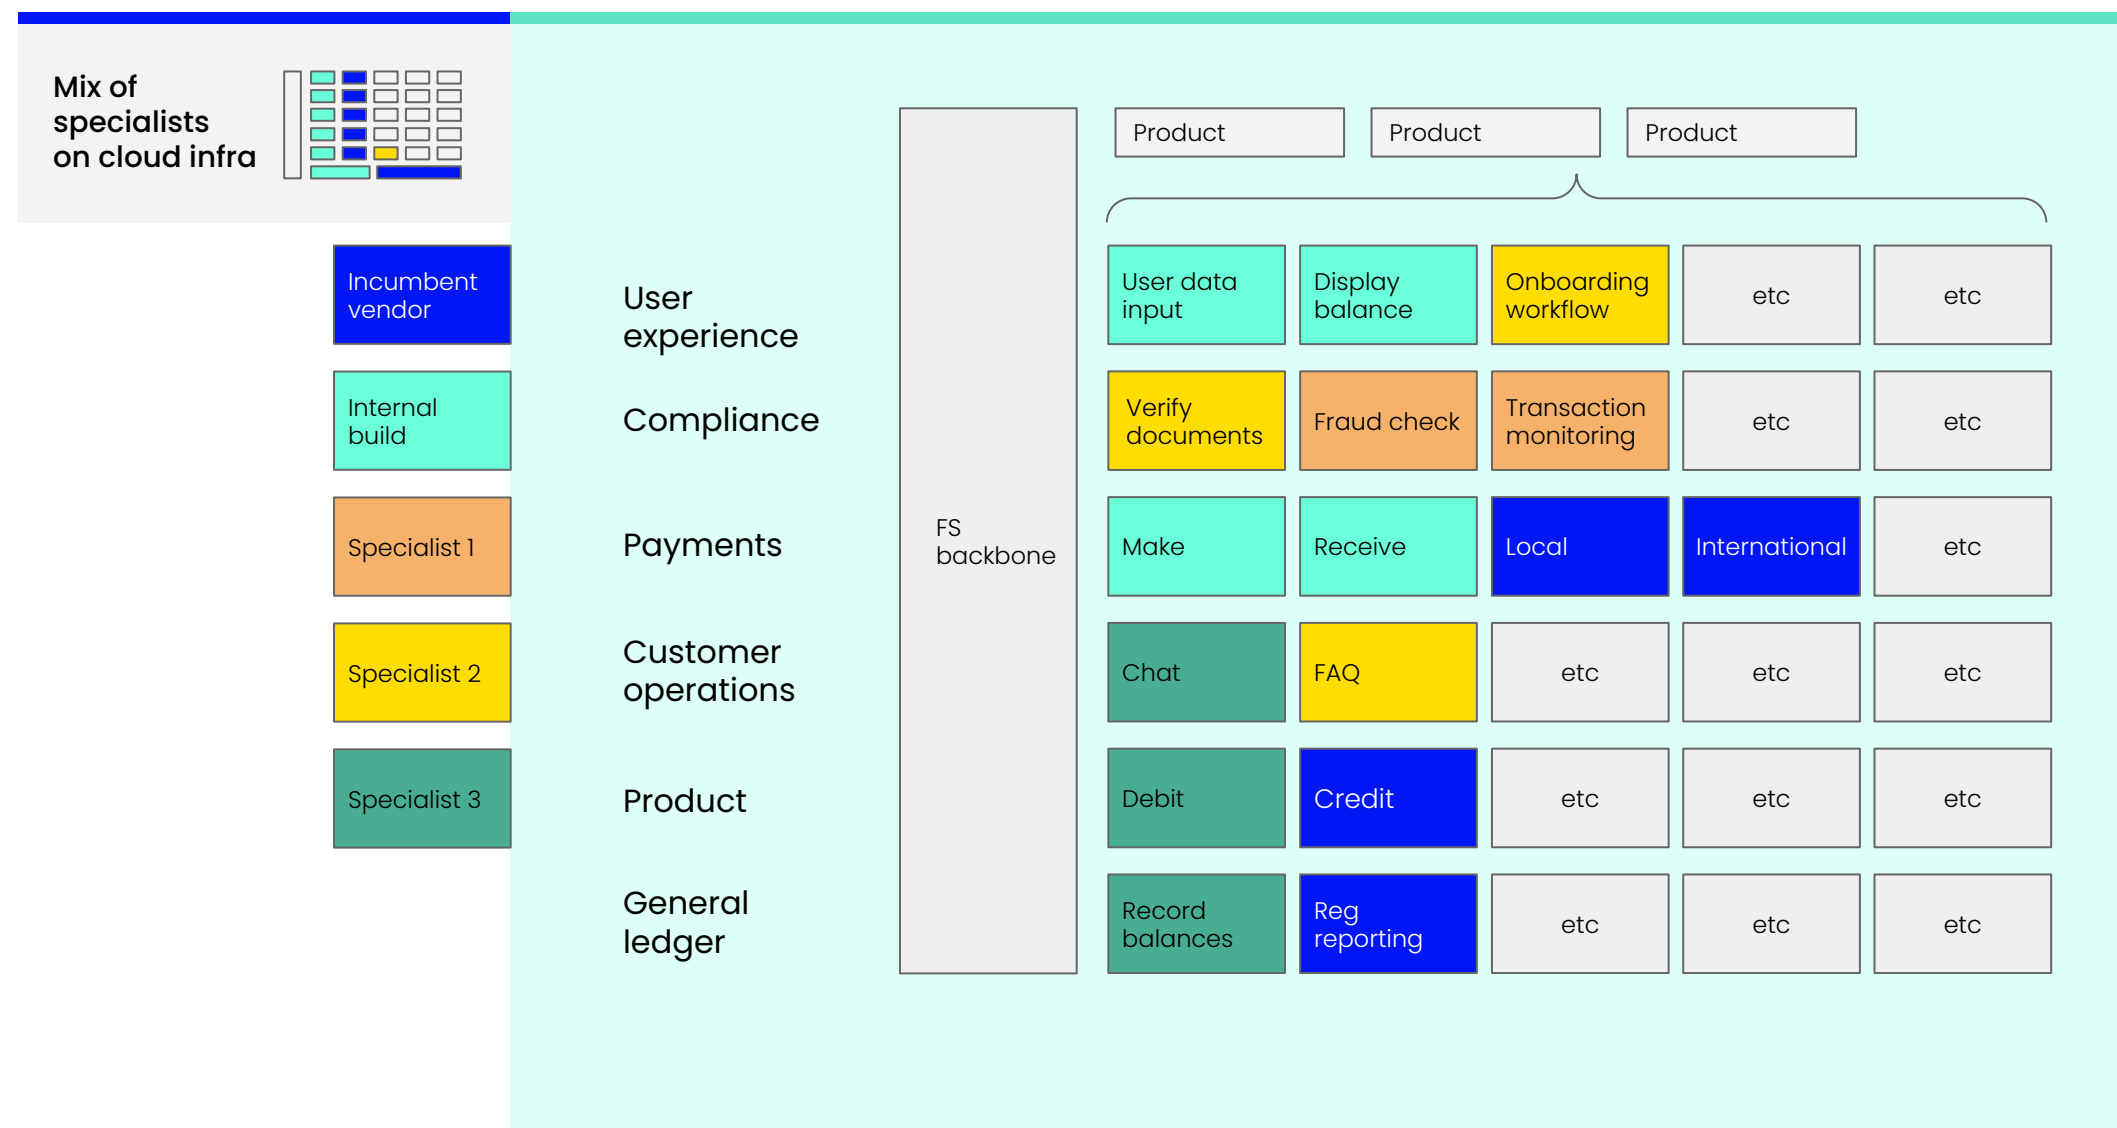 Mix of
specialists
on cloud infra
Incumbent
vendor
Internal
build
Specialist 1
Specialist 2
Specialist 3
Product
Product
Product
FS
backbone
User
experience
User data
input
Display
balance
Onboarding
workflow
etc
etc
Compliance
Verify
documents
Fraud check
Transaction
monitoring
etc
etc
Payments
Make
Receive
Local
International
etc
Customer
operations
Chat
FAQ
etc
etc
etc
Product
Debit
Credit
etc
etc
etc
General
ledger
Record
balances
Reg
reporting
etc
etc
etc